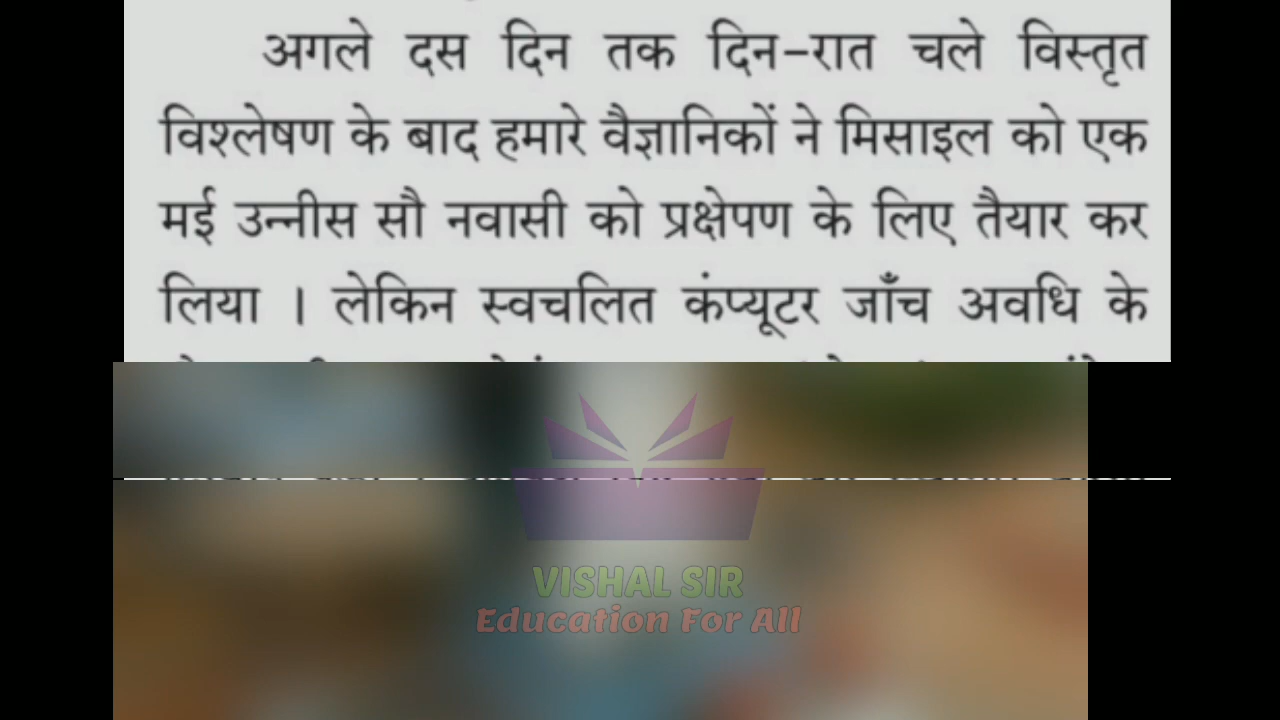 अगले दस दिन तक दिन-रात चले विस्तृत
विश्लेषण के बाद हमारे वैज्ञानिकों ने मिसाइल को एक
मई उन्नीस सौ नवासी को प्रक्षेपण के लिए तैयार कर
लिया । लेकिन स्वचलित कंप्यूटर जाँच अवधि के
VISHAL SIR
Education For All